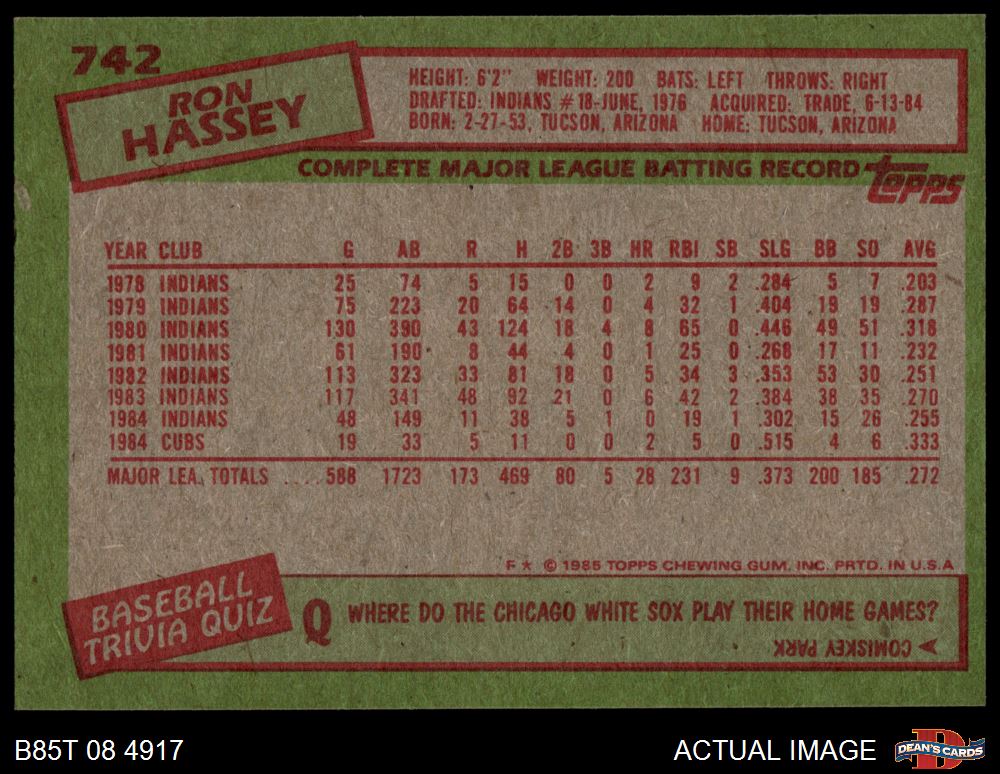 742
RON
HASSEY
HEIGHT: 6'2" WEIGHT: 200 BATS: LEFT THROWS: RIGHT
DRAFTED: INDIANS #18-JUNE, 1976 ACQUIRED: TRADE, 6-13-84
BORN: 2-27-53, TUCSON, ARIZONA HOME: TUCSON, ARIZONA
COMPLETE MAJOR LEAGUE BATTING RECORD topps
YEAR CLUB G AB R H 2B 3B HR RBI SB SLG BB SO AVG
1978 INDIANS 25 74 5 15 0 0 2 9 2 .284 5 7 .203
1979 INDIANS 75 223 20 64 14 0 4 32 1 .404 19 19 .287
1980 INDIANS 130 390 43 124 18 4 8 65 0 .446 49 51 .318
1981 INDIANS 61 190 8 44 4 0 1 25 0 .268 17 11 .232
1982 INDIANS 113 323 33 81 18 0 5 34 3 .353 53 30 .251
1983 INDIANS 117 341 48 92 21 0 6 42 2 .384 38 35 .270
1984 INDIANS 48 149 11 38 5 1 0 19 1 .302 15 26 .255
1984 CUBS 19 33 5 11 0 0 2 5 0 .515 4 6 .333
MAJOR LEA. TOTALS ..... 588 1723 173 469 80 5 28 231 9 .373 200 185 .272
F ★ © 1985 TOPPS CHEWING GUM, INC. PRTD. IN U.S.A
BASEBALL
TRIVIA QUIZ
Q WHERE DO THE CHICAGO WHITE SOX PLAY THEIR HOME GAMES?
COMISKEY PARK
B85T 08 4917 ACTUAL IMAGE DEAN'S CARDS